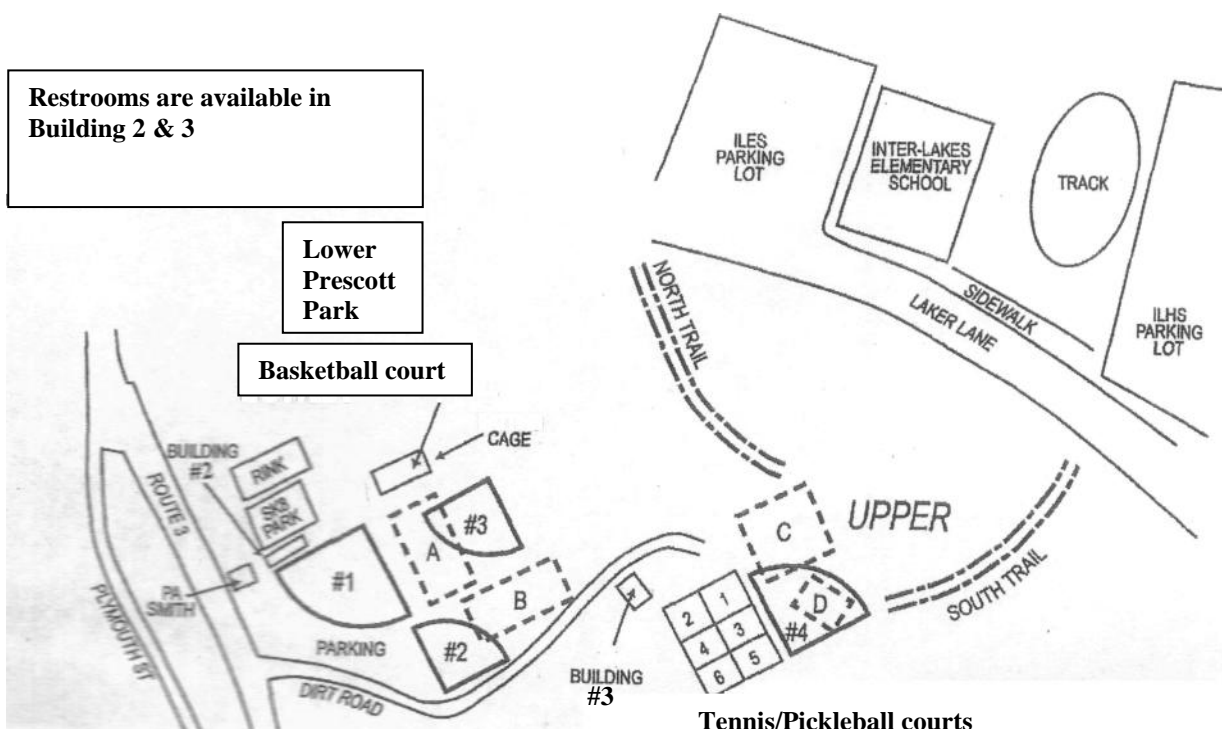 Restrooms are available in
Building 2 & 3
Lower
Prescott
Park
Basketball court
ILES
PARKING
LOT
INTER-LAKES
ELEMENTARY
SCHOOL
TRACK
ILHS
PARKING
LOT
SIDEWALK
LAKER LANE
NORTH TRAIL
UPPER
SOUTH TRAIL
CAGE
BUILDING
#2
RINK
SK8
PARK
ROUTE 3
PA
SMITH
PLYMOUTH ST
#1
A
#3
B
#2
PARKING
DIRT ROAD
BUILDING
#3
C
D
#4
2 1
4 3
6 5
Tennis/Pickleball courts